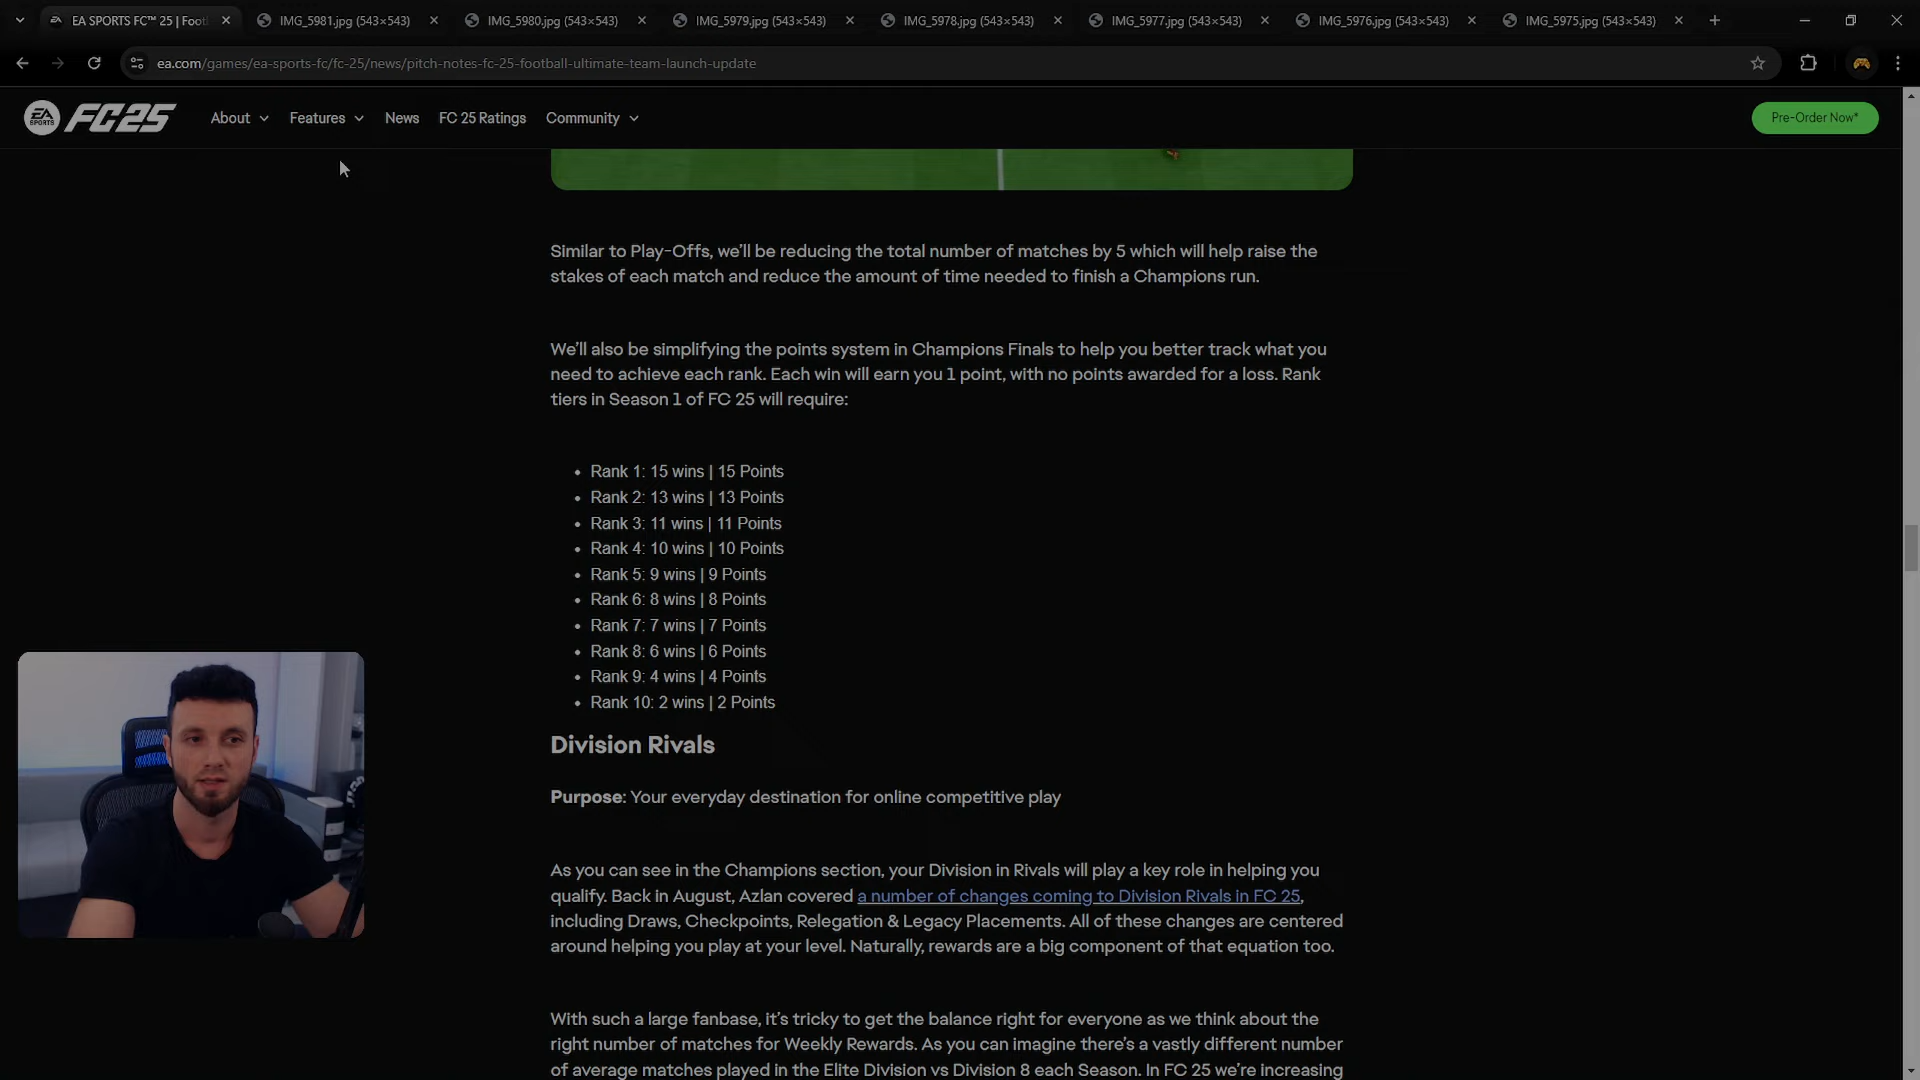 EA SPORTS FC™ 25 | Foot
IMG_5981.jpg (543×543)
IMG_5980.jpg (543×543)
IMG_5979.jpg (543×543)
IMG_5978.jpg (543×543)
IMG_5977.jpg (543×543)
IMG_5976.jpg (543×543)
IMG_5975.jpg (543×543)
ea.com/games/ea-sports-fc/fc-25/news/pitch-notes-fc-25-football-ultimate-team-launch-update
EA SPORTS FC25
About
Features
News
FC 25 Ratings
Community
Pre-Order Now*
Similar to Play-Offs, we’ll be reducing the total number of matches by 5 which will help raise the
stakes of each match and reduce the amount of time needed to finish a Champions run.
We’ll also be simplifying the points system in Champions Finals to help you better track what you
need to achieve each rank. Each win will earn you 1 point, with no points awarded for a loss. Rank
tiers in Season 1 of FC 25 will require:
• Rank 1: 15 wins | 15 Points
• Rank 2: 13 wins | 13 Points
• Rank 3: 11 wins | 11 Points
• Rank 4: 10 wins | 10 Points
• Rank 5: 9 wins | 9 Points
• Rank 6: 8 wins | 8 Points
• Rank 7: 7 wins | 7 Points
• Rank 8: 6 wins | 6 Points
• Rank 9: 4 wins | 4 Points
• Rank 10: 2 wins | 2 Points
Division Rivals
Purpose: Your everyday destination for online competitive play
As you can see in the Champions section, your Division in Rivals will play a key role in helping you
qualify. Back in August, Azlan covered a number of changes coming to Division Rivals in FC 25,
including Draws, Checkpoints, Relegation & Legacy Placements. All of these changes are centered
around helping you play at your level. Naturally, rewards are a big component of that equation too.
With such a large fanbase, it’s tricky to get the balance right for everyone as we think about the
right number of matches for Weekly Rewards. As you can imagine there’s a vastly different number
of average matches played in the Elite Division vs Division 8 each Season. In FC 25 we’re increasing